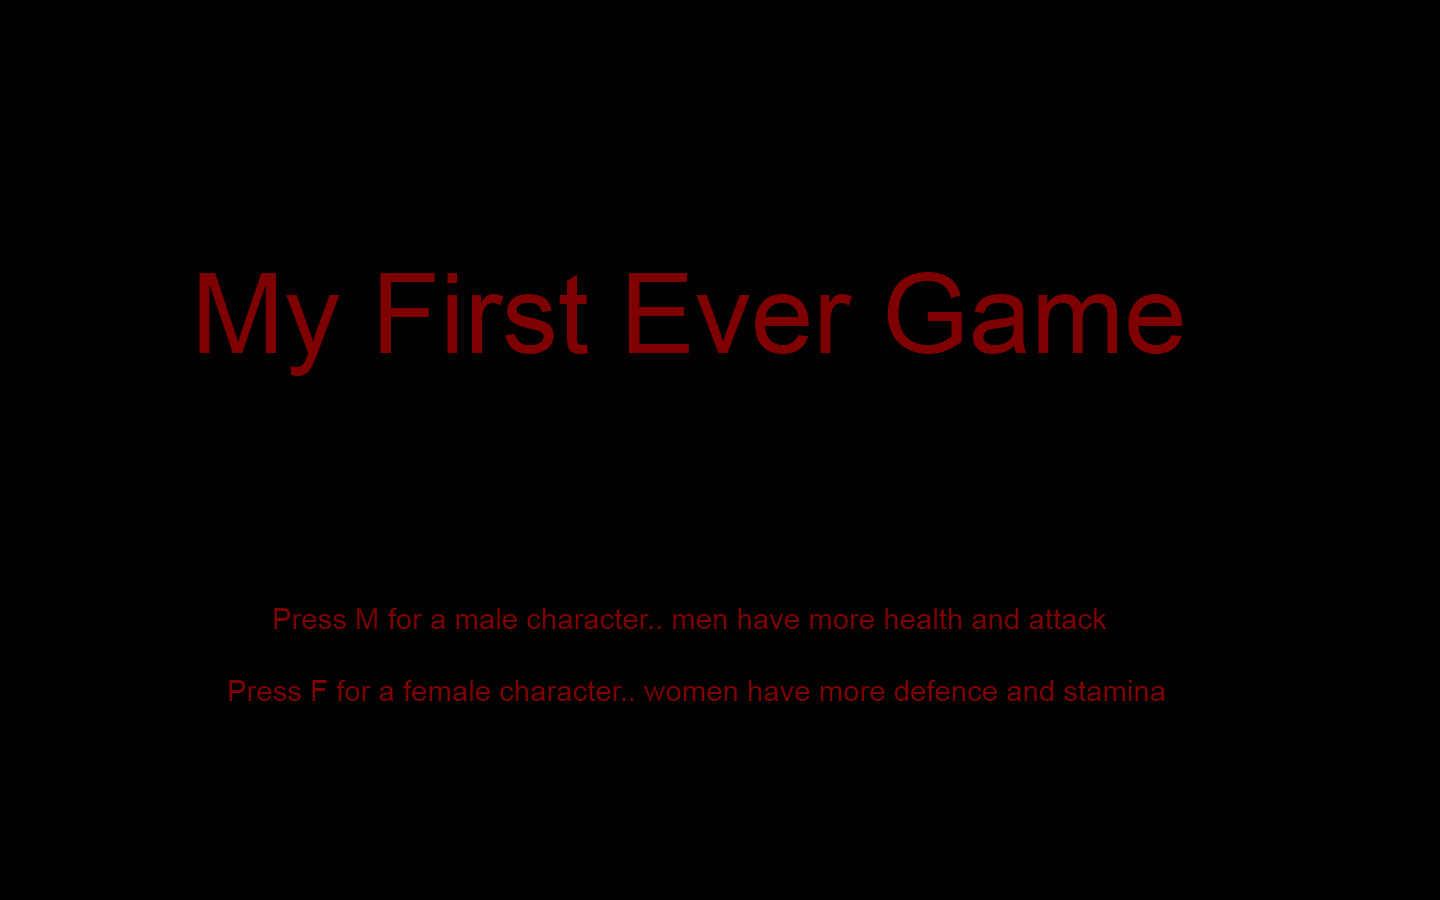 My First Ever Game
Press M for a male character.. men have more health and attack
Press F for a female character.. women have more defence and stamina